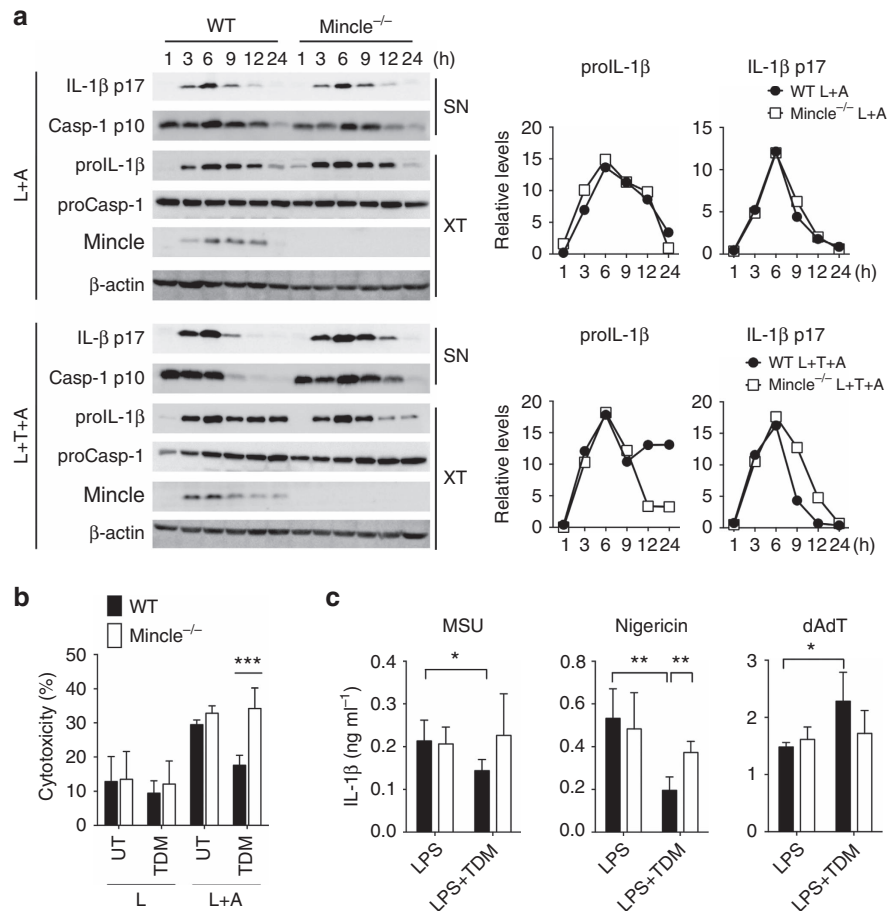 a
WT Mincle−/−
1 3 6 9 12 24 1 3 6 9 12 24 (h)
L+A
IL-1β p17
Casp-1 p10
SN
proIL-1β
proCasp-1
Mincle
β-actin
XT
L+T+A
IL-β p17
Casp-1 p10
SN
proIL-1β
proCasp-1
Mincle
β-actin
XT
proIL-1β
Relative levels
20
15
10
5
0
1 3 6 9 12 24
IL-1β p17
WT L+A
Mincle−/− L+A
15
10
5
0
1 3 6 9 12 24 (h)
proIL-1β
Relative levels
20
15
10
5
0
1 3 6 9 12 24
IL-1β p17
WT L+T+A
Mincle−/− L+T+A
20
15
10
5
0
1 3 6 9 12 24 (h)
b
WT
Mincle−/−
Cytotoxicity (%)
50
40
30
20
10
0
***
UT TDM UT TDM
L L+A
c
MSU
IL-1β (ng ml−1)
0.4
0.3
0.2
0.1
0.0
*
LPS LPS+TDM
Nigericin
0.8
0.6
0.4
0.2
0.0
** **
LPS LPS+TDM
dAdT
3
2
1
0
*
LPS LPS+TDM